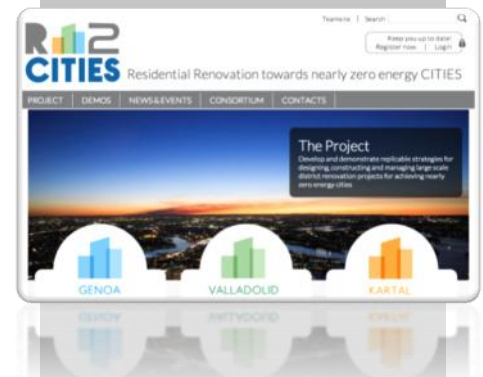 Teamsite | Search
Keep you up to date!
Register now | Login
R2
CITIES Residential Renovation towards nearly zero energy CITIES
PROJECT DEMOS NEWS&EVENTS CONSORTIUM CONTACTS
The Project
Develop and demonstrate replicable strategies for
designing, constructing and managing large scale
district renovation projects for achieving nearly
zero energy cities
GENOA VALLADOLID KARTAL